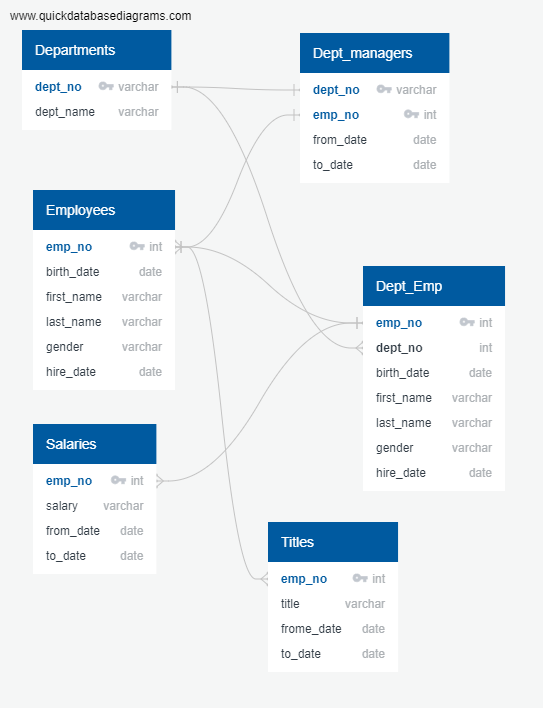 www.quickdatabasediagrams.com
Departments
dept_no varchar
dept_name varchar
Dept_managers
dept_no varchar
emp_no int
from_date date
to_date date
Employees
emp_no int
birth_date date
first_name varchar
last_name varchar
gender varchar
hire_date date
Dept_Emp
emp_no int
dept_no int
birth_date date
first_name varchar
last_name varchar
gender varchar
hire_date date
Salaries
emp_no int
salary varchar
from_date date
to_date date
Titles
emp_no int
title varchar
frome_date date
to_date date